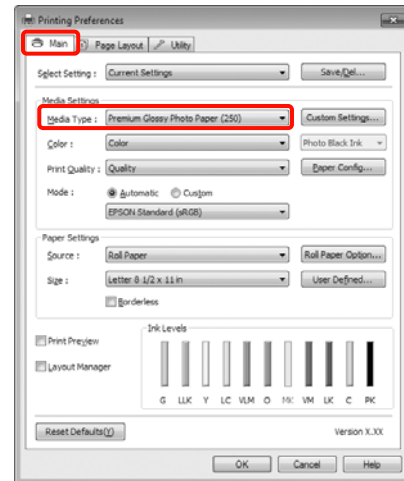 Printing Preferences
Main Page Layout Utility
Select Setting : Current Settings Save/Del...
Media Settings
Media Type : Premium Glossy Photo Paper (250) Custom Settings...
Color : Color Photo Black Ink
Print Quality : Quality Paper Config...
Mode : Automatic Custom
EPSON Standard (sRGB)
Paper Settings
Source : Roll Paper Roll Paper Option...
Size : Letter 8 1/2 x 11 in User Defined...
Borderless
Ink Levels
Print Preview
Layout Manager
G LLK Y LC VLM O MK VM LK C PK
Reset Defaults(Y) Version X.XX
OK Cancel Help